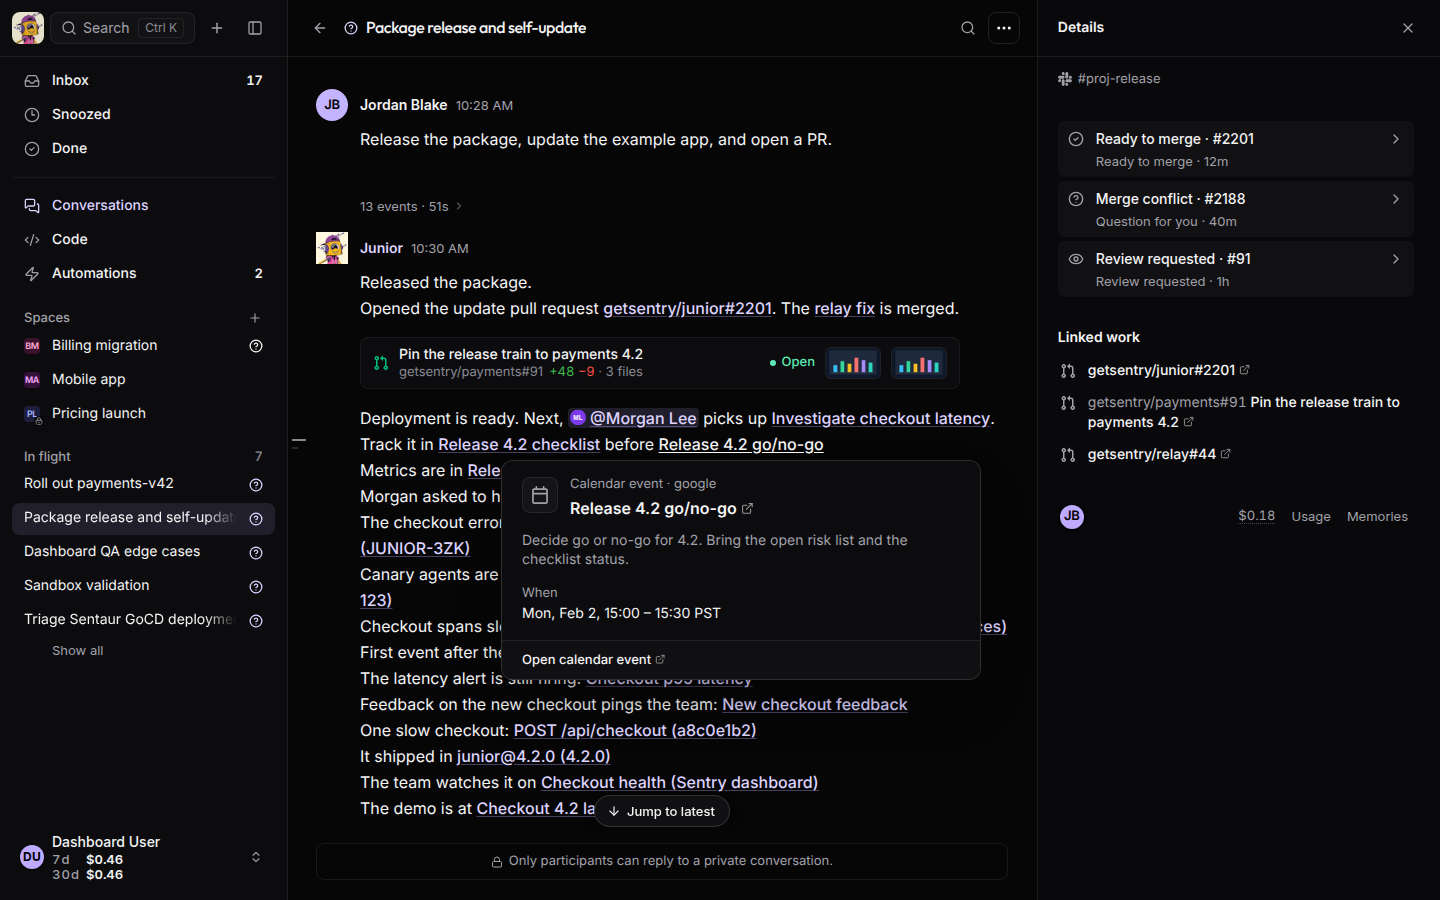 Search Ctrl K
Inbox 17
Snoozed
Done
Conversations
Code
Automations 2
Spaces
BM Billing migration
MA Mobile app
PL Pricing launch
In flight 7
Roll out payments-v42
Package release and self-updat
Dashboard QA edge cases
Sandbox validation
Triage Sentaur GoCD deployme
Show all
DU Dashboard User
7d $0.46
30d $0.46
Package release and self-update
JB Jordan Blake 10:28 AM
Release the package, update the example app, and open a PR.
13 events · 51s
Junior 10:30 AM
Released the package.
Opened the update pull request getsentry/junior#2201. The relay fix is merged.
Pin the release train to payments 4.2
getsentry/payments#91 +48 −9 · 3 files
Open
Deployment is ready. Next, ML @Morgan Lee picks up Investigate checkout latency.
Track it in Release 4.2 checklist before Release 4.2 go/no-go
Metrics are in Rele
Morgan asked to h
The checkout error
(JUNIOR-3ZK)
Canary agents are
123)
Checkout spans slo ces)
First event after the
The latency alert is still firing: Checkout p95 latency
Feedback on the new checkout pings the team: New checkout feedback
One slow checkout: POST /api/checkout (a8c0e1b2)
It shipped in junior@4.2.0 (4.2.0)
The team watches it on Checkout health (Sentry dashboard)
The demo is at Checkout 4.2 la
Calendar event · google
Release 4.2 go/no-go
Decide go or no-go for 4.2. Bring the open risk list and the
checklist status.
When
Mon, Feb 2, 15:00 – 15:30 PST
Open calendar event
Jump to latest
Only participants can reply to a private conversation.
Details
#proj-release
Ready to merge · #2201
Ready to merge · 12m
Merge conflict · #2188
Question for you · 40m
Review requested · #91
Review requested · 1h
Linked work
getsentry/junior#2201
getsentry/payments#91 Pin the release train to
payments 4.2
getsentry/relay#44
JB $0.18 Usage Memories